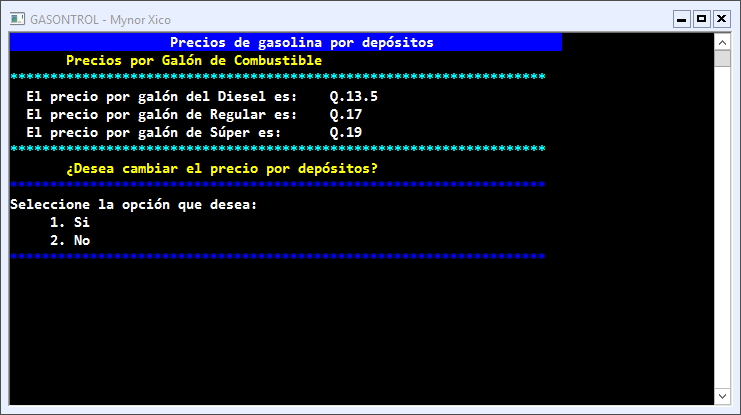 GASONTROL - Mynor Xico
Precios de gasolina por depósitos
Precios por Galón de Combustible
********************************************************************
El precio por galón del Diesel es: Q.13.5
El precio por galón de Regular es: Q.17
El precio por galón de Súper es: Q.19
********************************************************************
¿Desea cambiar el precio por depósitos?
********************************************************************
Seleccione la opción que desea:
1. Si
2. No
********************************************************************